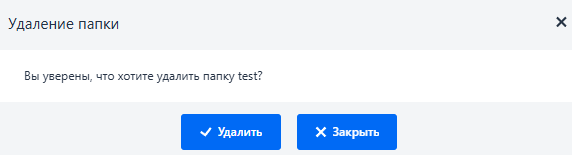 Удаление папки
Вы уверены, что хотите удалить папку test?
Удалить
Закрыть